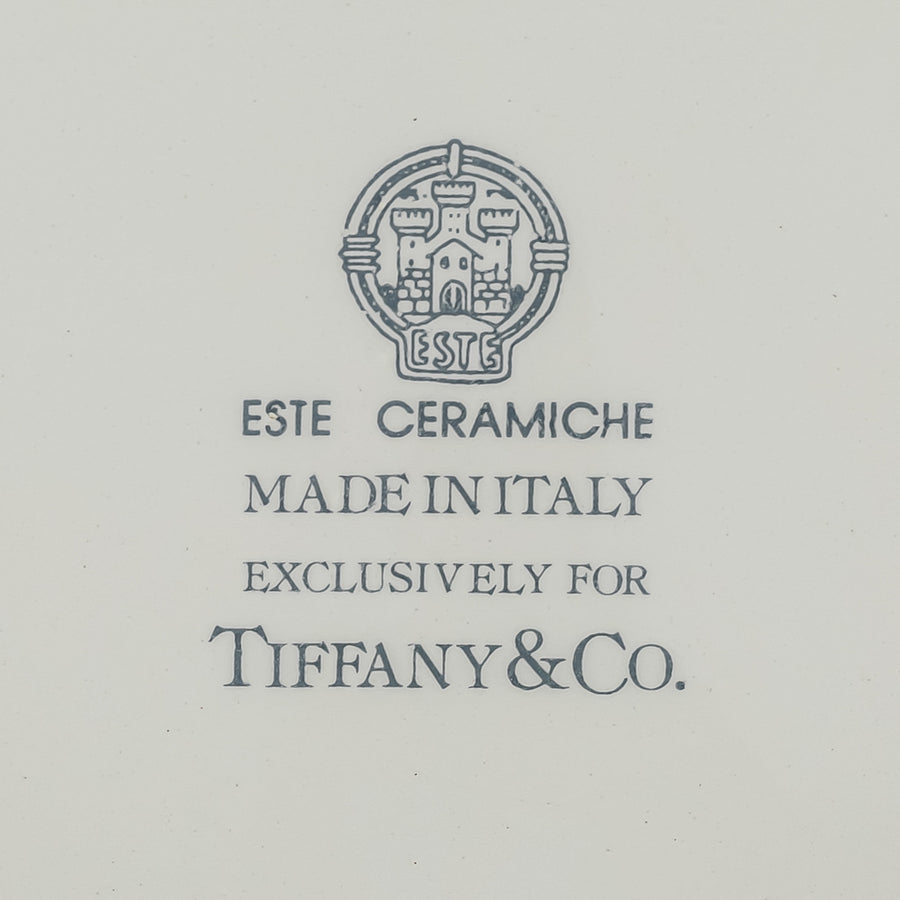 ESTE
ESTE CERAMICHE
MADE IN ITALY
EXCLUSIVELY FOR
TIFFANY & CO.